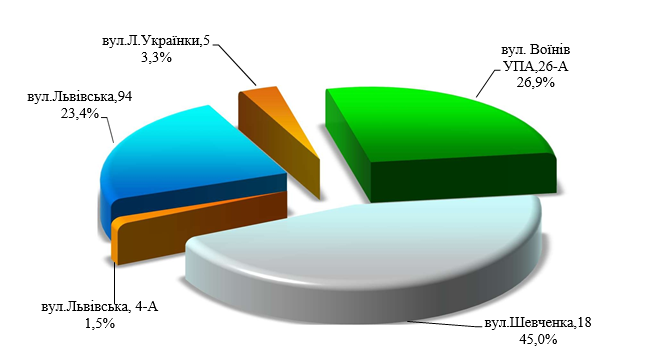 вул.Л.Українки,5
3,3%
вул. Воїнів
УПА,26-А
26,9%
вул.Львівська,94
23,4%
вул.Львівська, 4-А
1,5%
вул.Шевченка,18
45,0%